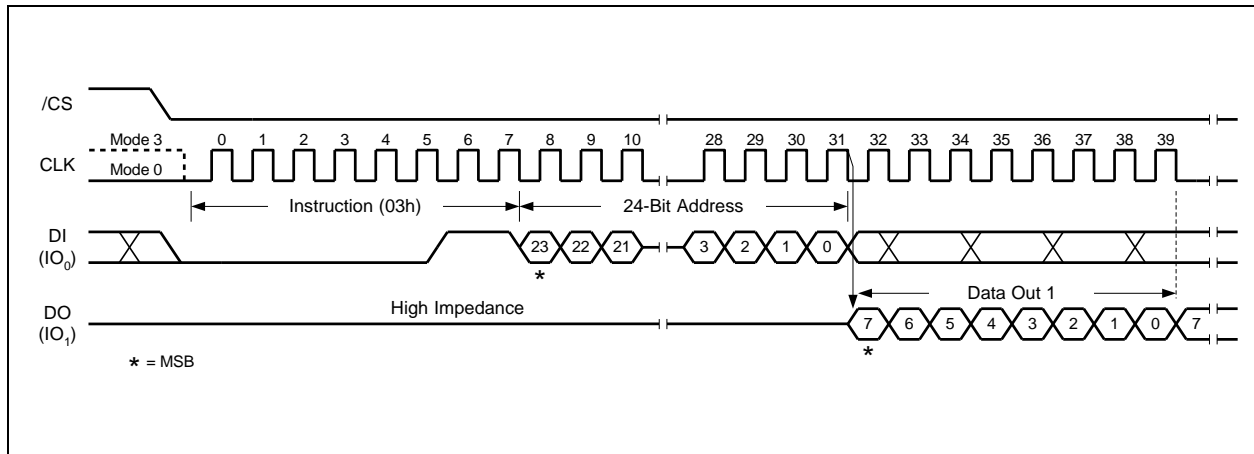 /CS
Mode 3 0 1 2 3 4 5 6 7 8 9 10 28 29 30 31 32 33 34 35 36 37 38 39
CLK Mode 0
Instruction (03h) 24-Bit Address
DI
(IO0) 23 22 21 3 2 1 0
*
Data Out 1
DO High Impedance
(IO1) 7 6 5 4 3 2 1 0 7
*
* = MSB